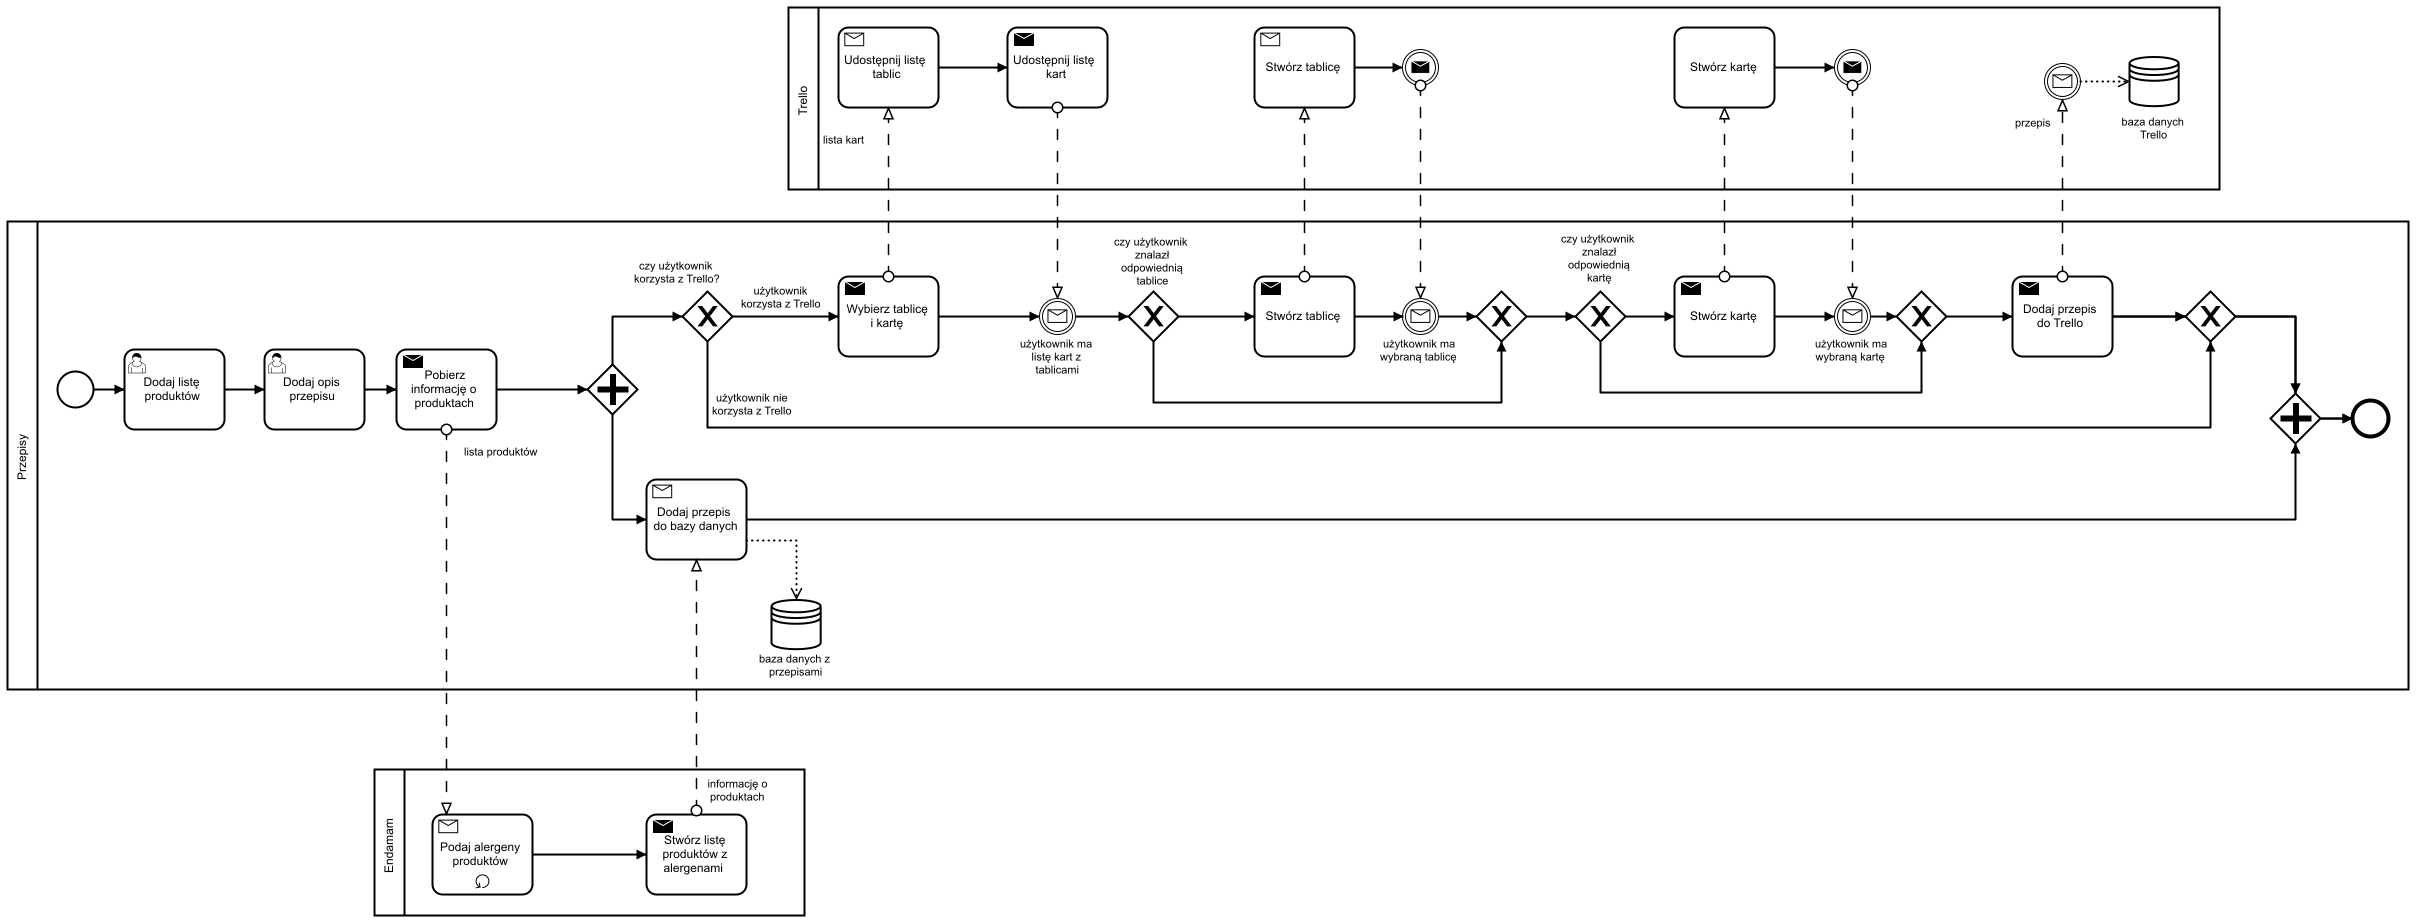 Trello
Udostępnij listę
tablic
Udostępnij listę
kart
Stwórz tablicę
Stwórz kartę
lista kart
przepis
baza danych
Trello
Przepisy
czy użytkownik
korzysta z Trello?
użytkownik
korzysta z Trello
Wybierz tablicę
i kartę
użytkownik ma
listę kart z
tablicami
czy użytkownik
znalazł
odpowiednią
tablice
Stwórz tablicę
użytkownik ma
wybraną tablicę
czy użytkownik
znalazł
odpowiednią
kartę
Stwórz kartę
użytkownik ma
wybraną kartę
Dodaj przepis
do Trello
Dodaj listę
produktów
Dodaj opis
przepisu
Pobierz
informację o
produktach
użytkownik nie
korzysta z Trello
lista produktów
Dodaj przepis
do bazy danych
baza danych z
przepisami
Endamam
informację o
produktach
Podaj alergeny
produktów
Stwórz listę
produktów z
alergenami